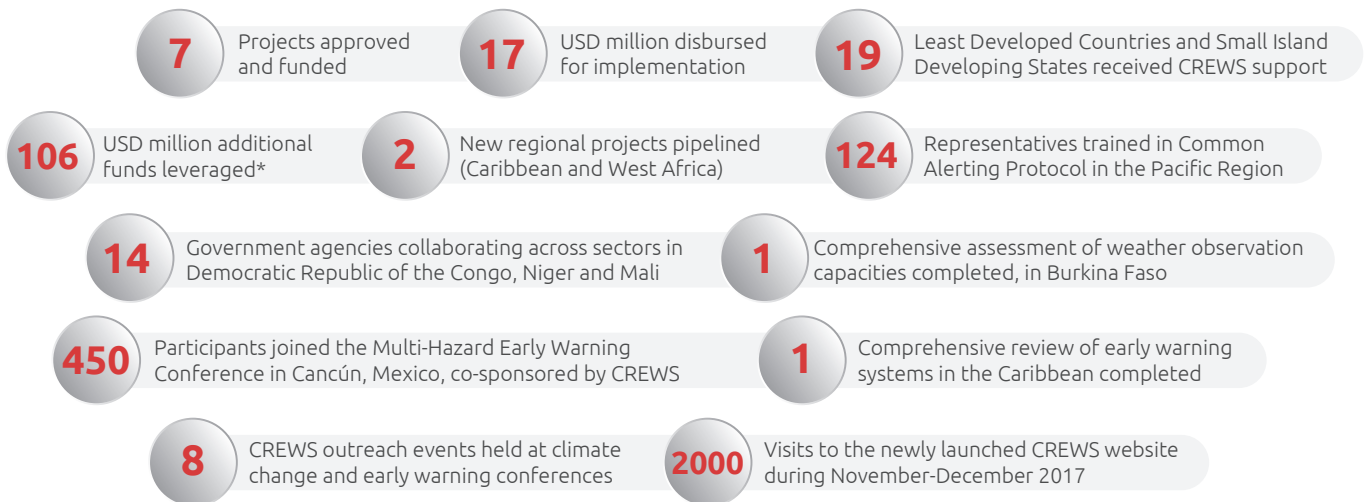 7
Projects approved
and funded
17
USD million disbursed
for implementation
19
Least Developed Countries and Small Island
Developing States received CREWS support
106
USD million additional
funds leveraged*
2
New regional projects pipelined
(Caribbean and West Africa)
124
Representatives trained in Common
Alerting Protocol in the Pacific Region
14
Government agencies collaborating across sectors in
Democratic Republic of the Congo, Niger and Mali
1
Comprehensive assessment of weather observation
capacities completed, in Burkina Faso
450
Participants joined the Multi-Hazard Early Warning
Conference in Cancún, Mexico, co-sponsored by CREWS
1
Comprehensive review of early warning
systems in the Caribbean completed
8
CREWS outreach events held at climate
change and early warning conferences
2000
Visits to the newly launched CREWS website
during November-December 2017